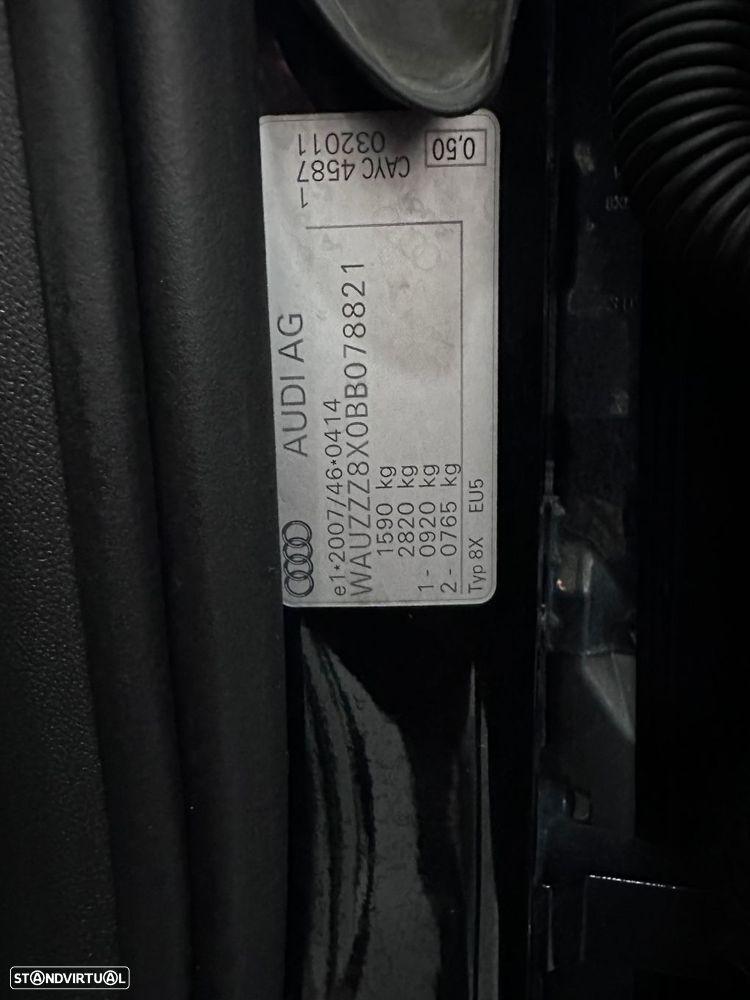 AUDI AG
e1*2007/46*0414
WAUZZZ8X0BB078821
1590 kg
2820 kg
1 - 0920 kg
2 - 0765 kg
Typ 8X EU5
1
CAYC 4587
032011
0,50
STANDVIRTUAL